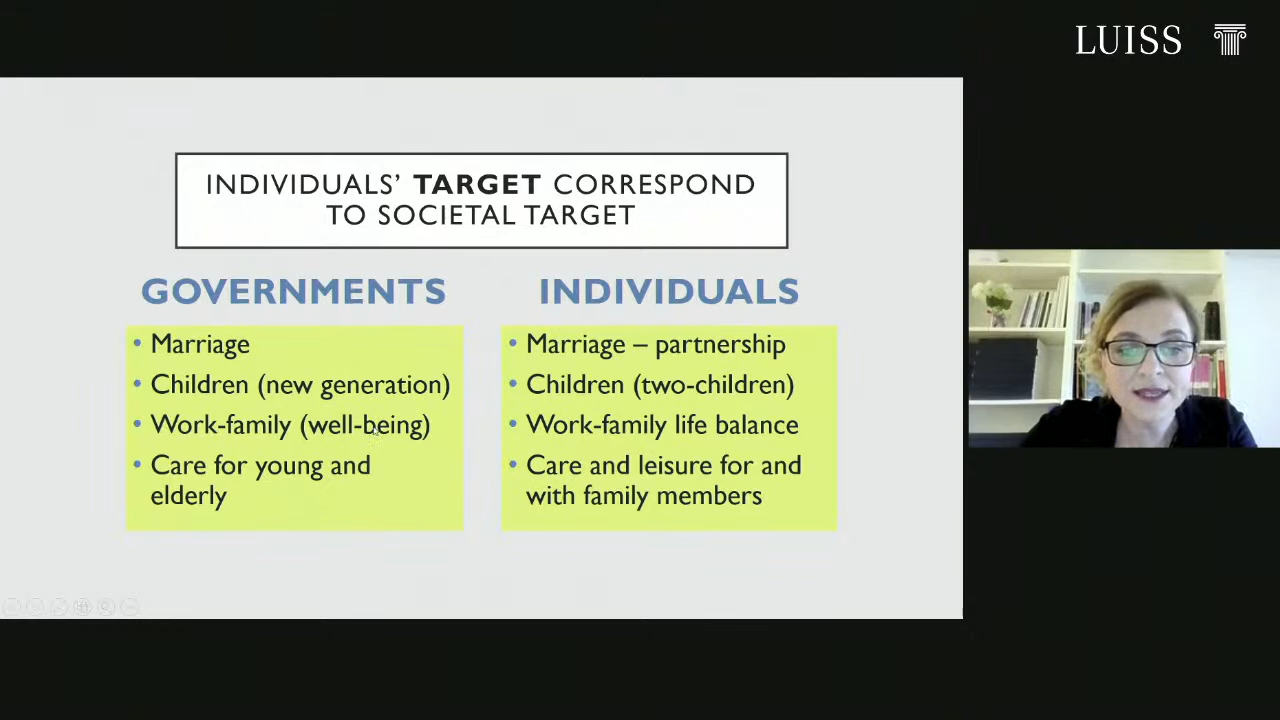 LUISS
INDIVIDUALS’ TARGET CORRESPOND
TO SOCIETAL TARGET
GOVERNMENTS
• Marriage
• Children (new generation)
• Work-family (well-being)
• Care for young and
elderly
INDIVIDUALS
• Marriage – partnership
• Children (two-children)
• Work-family life balance
• Care and leisure for and
with family members